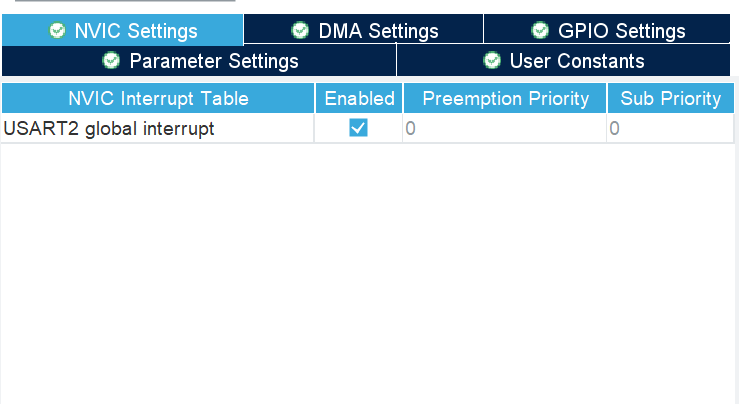 NVIC Settings DMA Settings GPIO Settings
Parameter Settings User Constants
NVIC Interrupt Table Enabled Preemption Priority Sub Priority
USART2 global interrupt 0 0